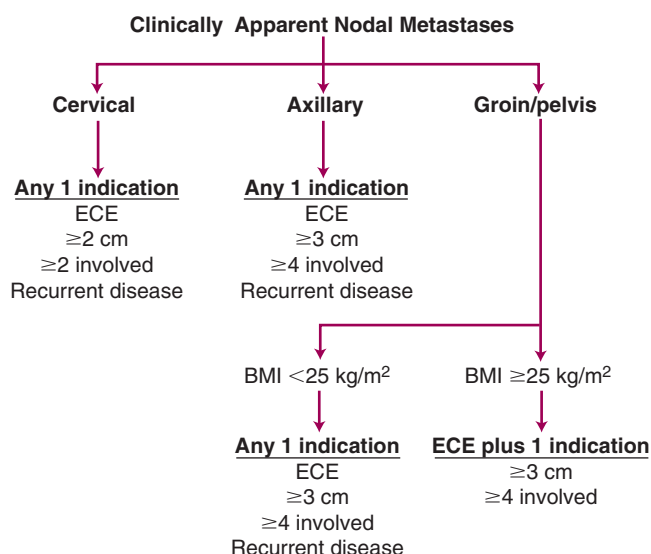 Clinically Apparent Nodal Metastases
Cervical
Axillary
Groin/pelvis
Any 1 indication
ECE
≥2 cm
≥2 involved
Recurrent disease
Any 1 indication
ECE
≥3 cm
≥4 involved
Recurrent disease
BMI <25 kg/m²
BMI ≥25 kg/m²
Any 1 indication
ECE
≥3 cm
≥4 involved
Recurrent disease
ECE plus 1 indication
≥3 cm
≥4 involved